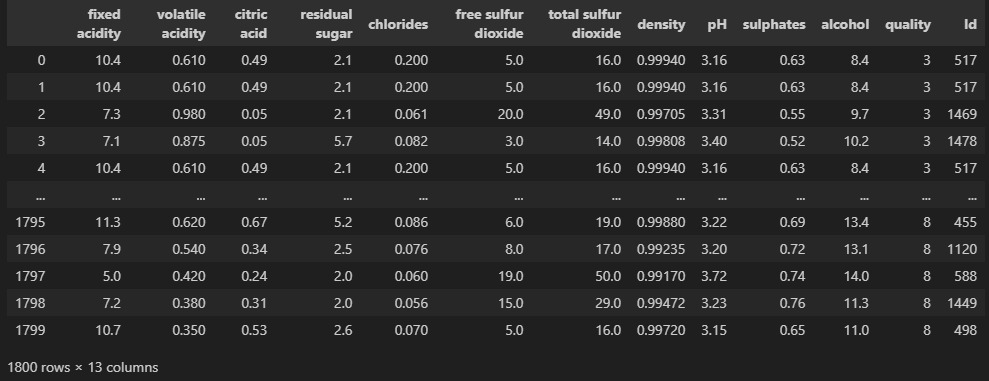 fixed acidity volatile acidity citric acid residual sugar chlorides free sulfur dioxide total sulfur dioxide density pH sulphates alcohol quality Id
0 10.4 0.610 0.49 2.1 0.200 5.0 16.0 0.99940 3.16 0.63 8.4 3 517
1 10.4 0.610 0.49 2.1 0.200 5.0 16.0 0.99940 3.16 0.63 8.4 3 517
2 7.3 0.980 0.05 2.1 0.061 20.0 49.0 0.99705 3.31 0.55 9.7 3 1469
3 7.1 0.875 0.05 5.7 0.082 3.0 14.0 0.99808 3.40 0.52 10.2 3 1478
4 10.4 0.610 0.49 2.1 0.200 5.0 16.0 0.99940 3.16 0.63 8.4 3 517
... ... ... ... ... ... ... ... ... ... ... ... ... ...
1795 11.3 0.620 0.67 5.2 0.086 6.0 19.0 0.99880 3.22 0.69 13.4 8 455
1796 7.9 0.540 0.34 2.5 0.076 8.0 17.0 0.99235 3.20 0.72 13.1 8 1120
1797 5.0 0.420 0.24 2.0 0.060 19.0 50.0 0.99170 3.72 0.74 14.0 8 588
1798 7.2 0.380 0.31 2.0 0.056 15.0 29.0 0.99472 3.23 0.76 11.3 8 1449
1799 10.7 0.350 0.53 2.6 0.070 5.0 16.0 0.99720 3.15 0.65 11.0 8 498
1800 rows × 13 columns